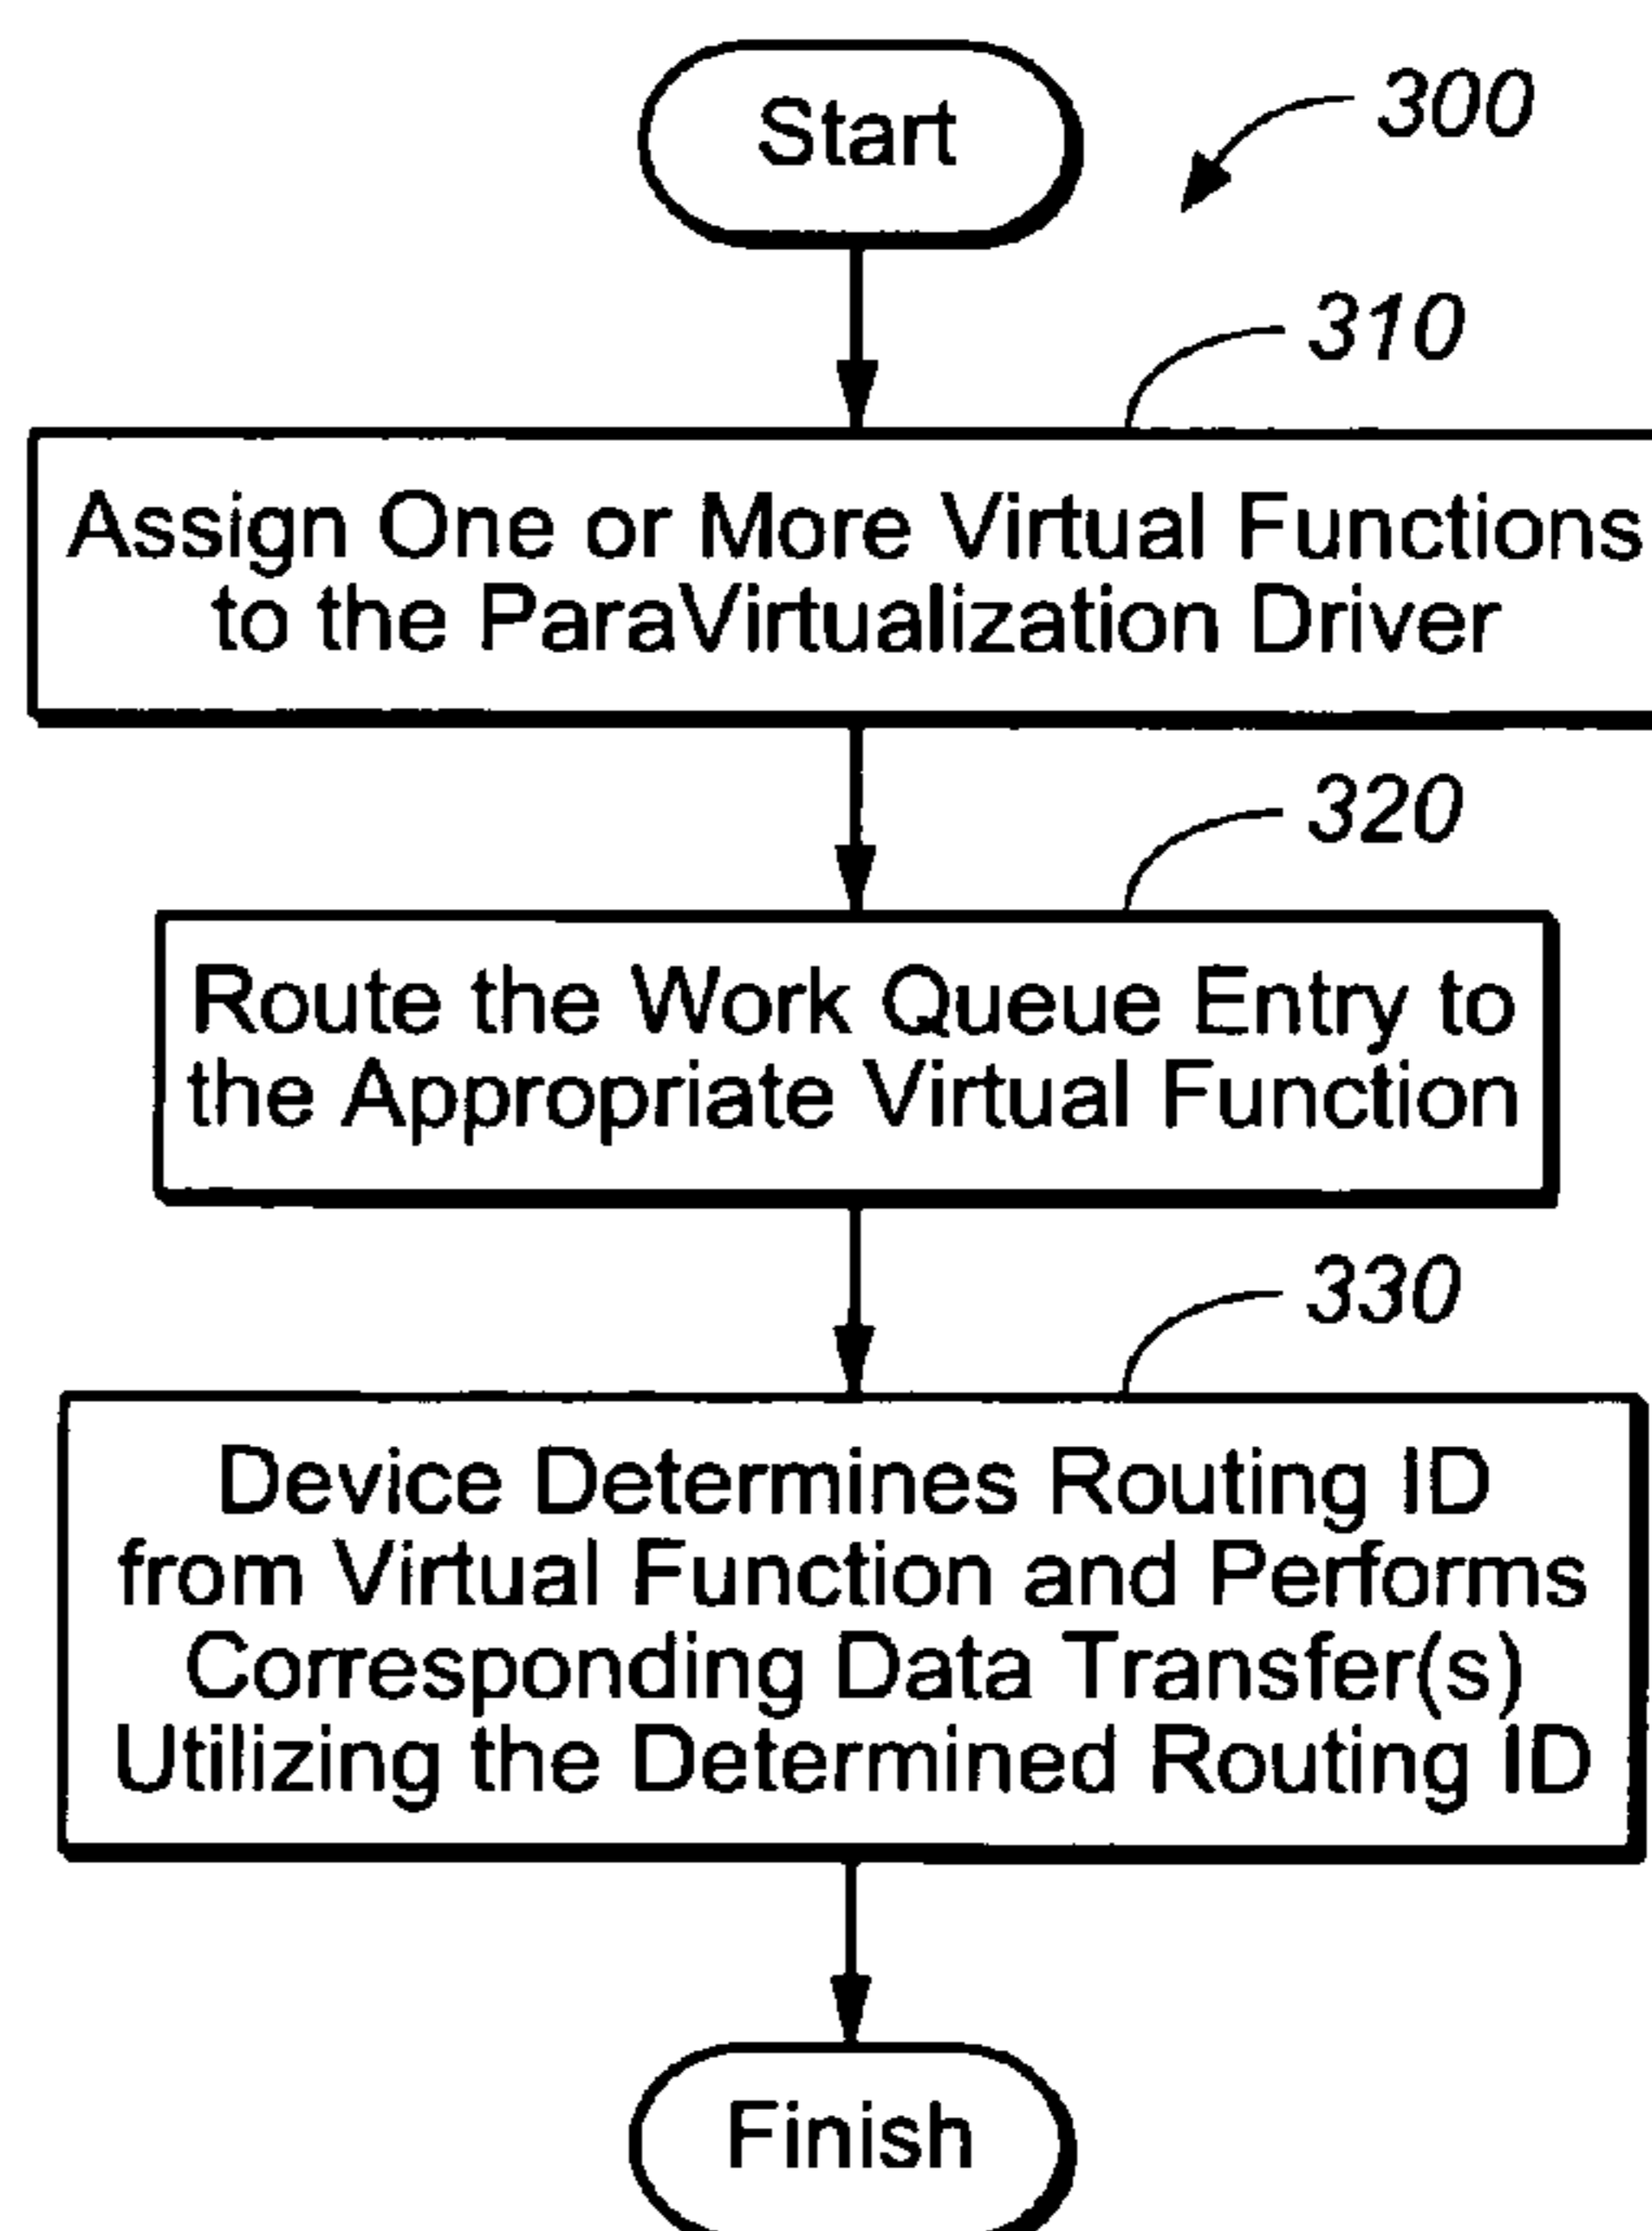 Start
300
310
Assign One or More Virtual Functions
to the ParaVirtualization Driver
320
Route the Work Queue Entry to
the Appropriate Virtual Function
330
Device Determines Routing ID
from Virtual Function and Performs
Corresponding Data Transfer(s)
Utilizing the Determined Routing ID
Finish